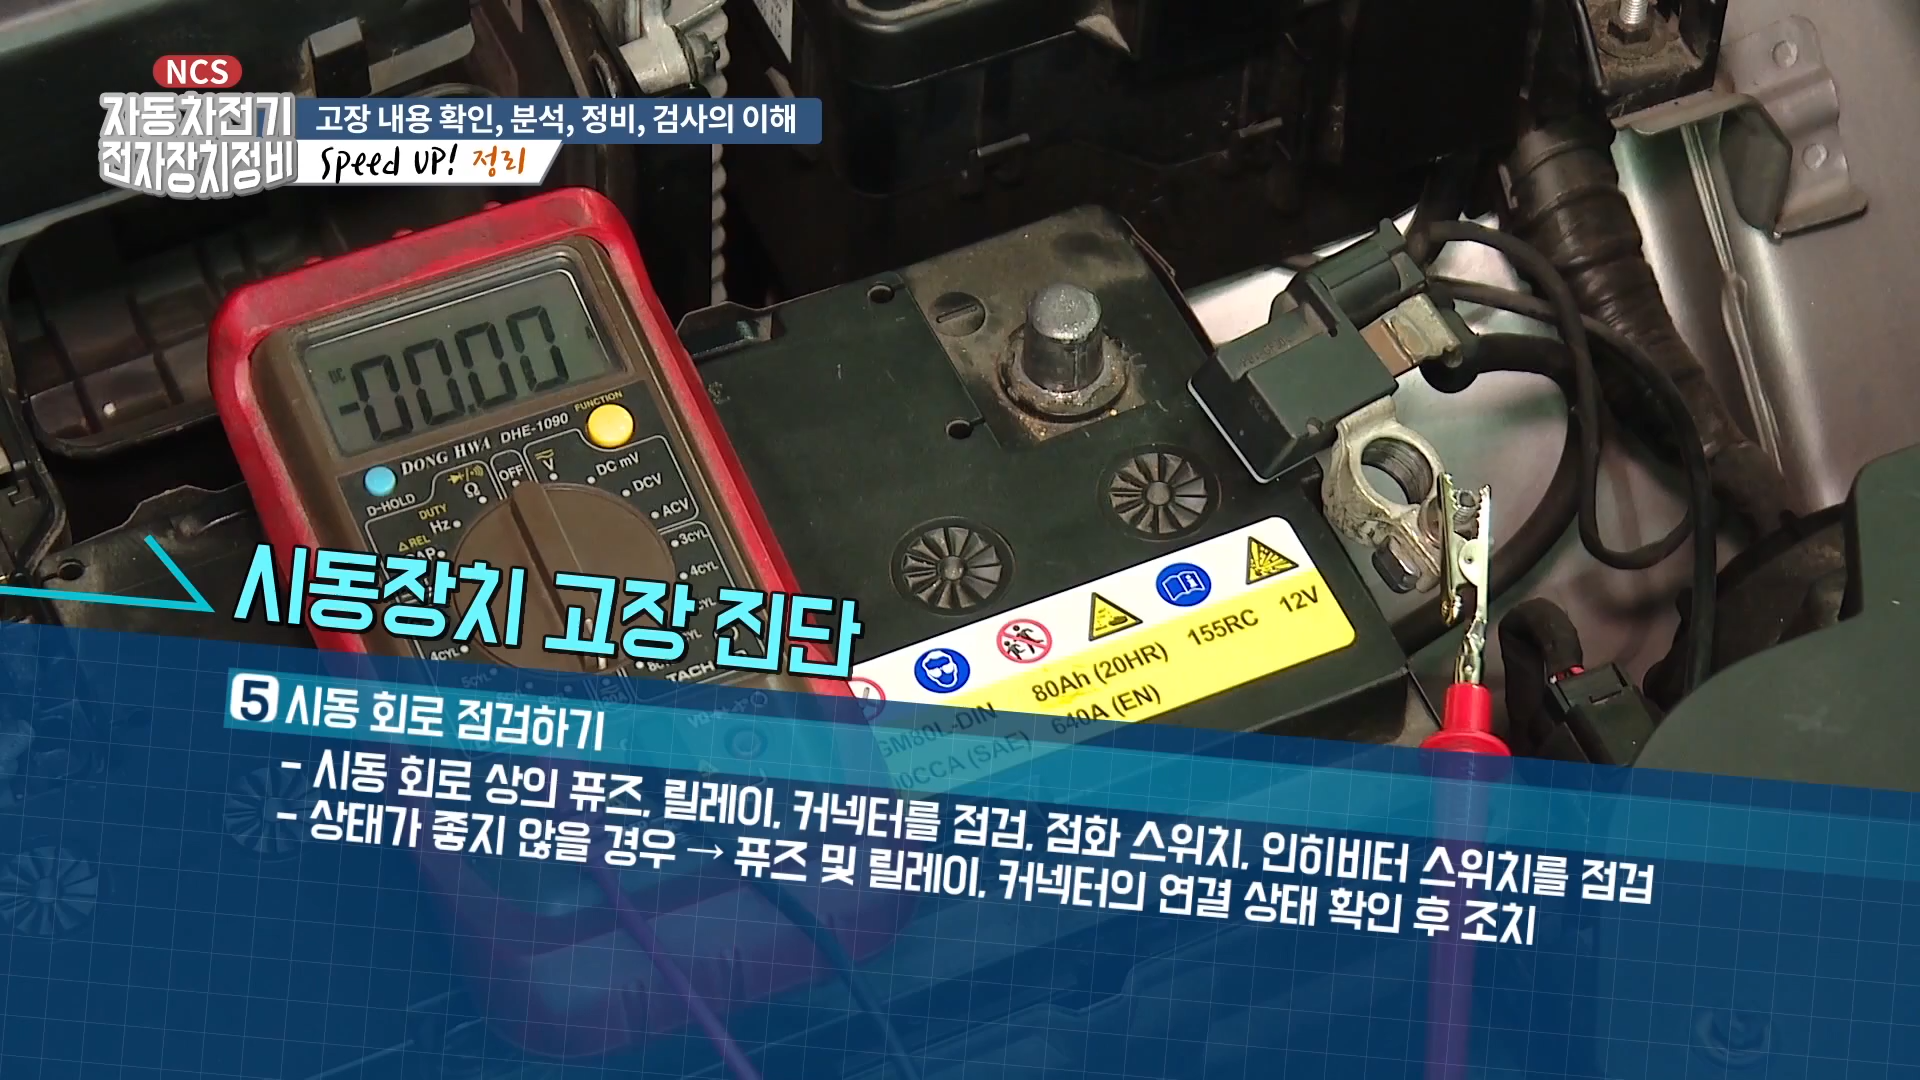 NCS
자동차전기
전자장치정비
고장 내용 확인, 분석, 정비, 검사의 이해
Speed UP! 정리
DC
-00.00
FUNCTION
DONG HWA DHE-1090
D-HOLD
OFF
V
DC mV
DCV
ACV
3CYL
4CYL
Ω
DUTY
Hz
△REL
4CYL
5CYL
TACH
시동장치 고장 진단
12V
155RC
80Ah (20HR)
640A (EN)
GM80L-DIN
CCA (SAE)
5 시동 회로 점검하기
- 시동 회로 상의 퓨즈, 릴레이, 커넥터를 점검, 점화 스위치, 인히비터 스위치를 점검
- 상태가 좋지 않을 경우 → 퓨즈 및 릴레이, 커넥터의 연결 상태 확인 후 조치